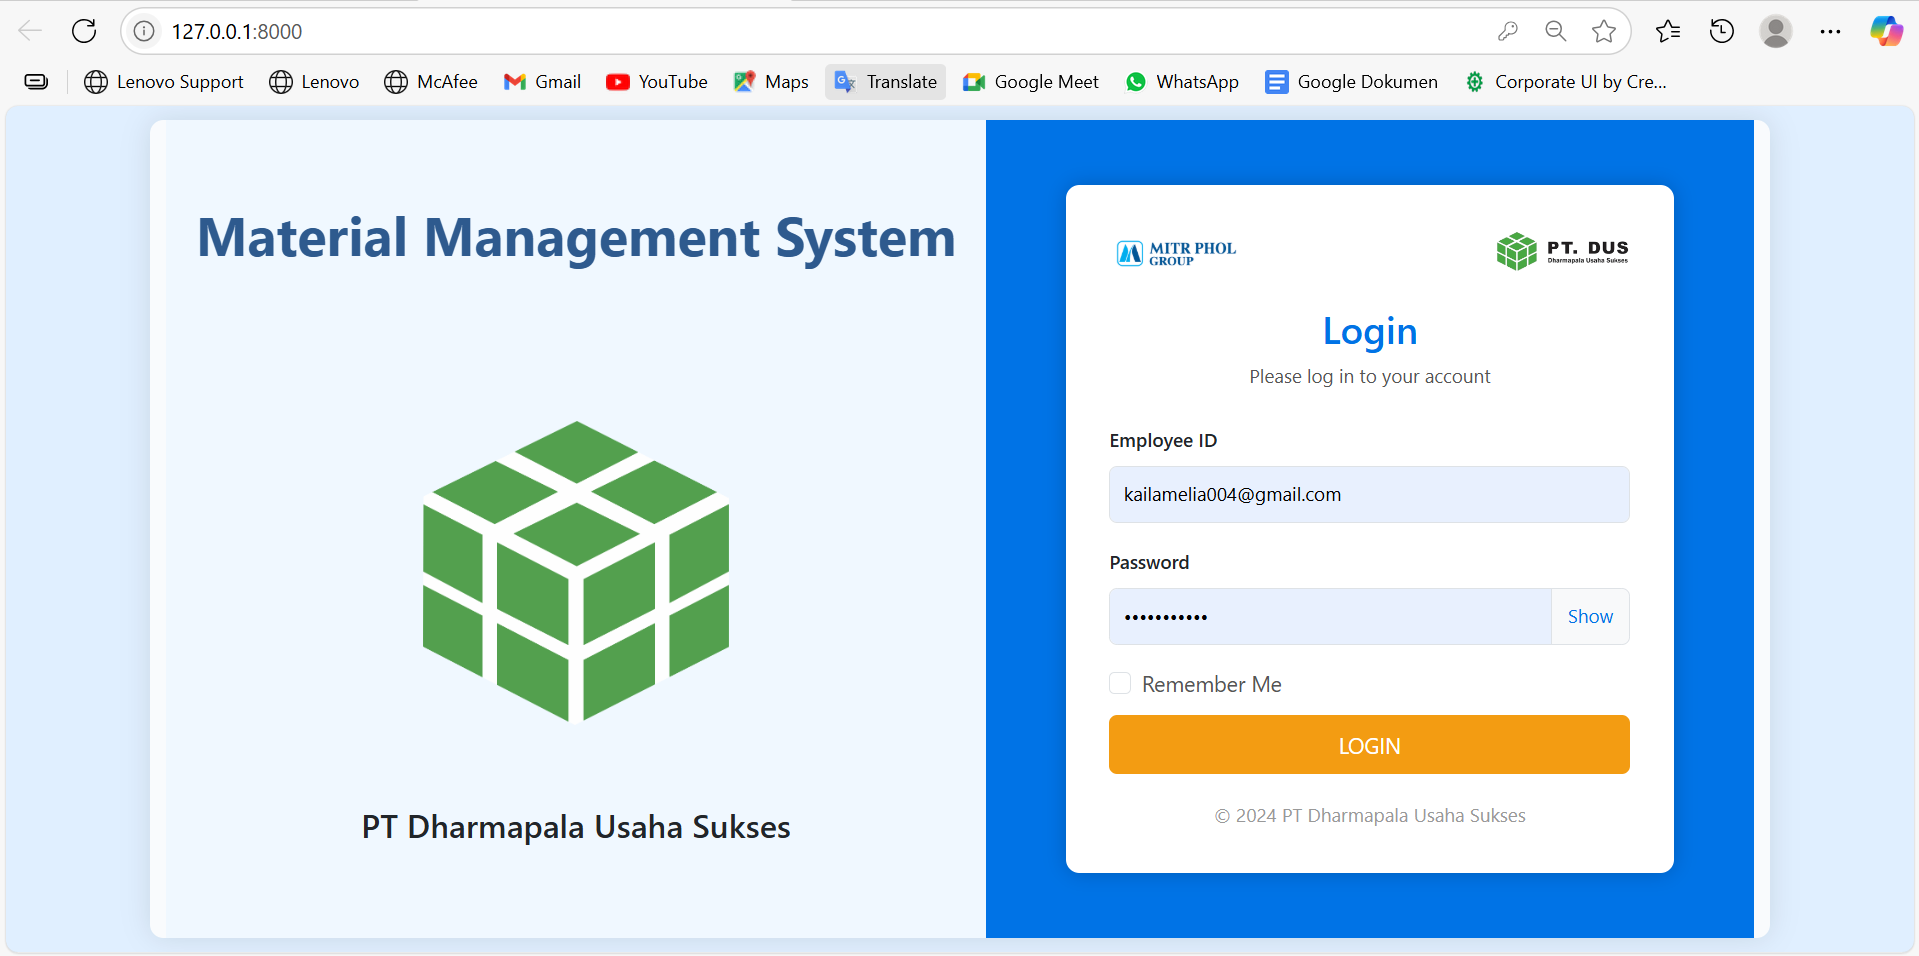 127.0.0.1:8000
Lenovo Support
Lenovo
McAfee
Gmail
YouTube
Maps
Translate
Google Meet
WhatsApp
Google Dokumen
Corporate UI by Cre...
Material Management System
PT Dharmapala Usaha Sukses
MITR PHOL
GROUP
PT. DUS
Dharmapala Usaha Sukses
Login
Please log in to your account
Employee ID
kailamelia004@gmail.com
Password
•••••••••••
Show
Remember Me
LOGIN
© 2024 PT Dharmapala Usaha Sukses